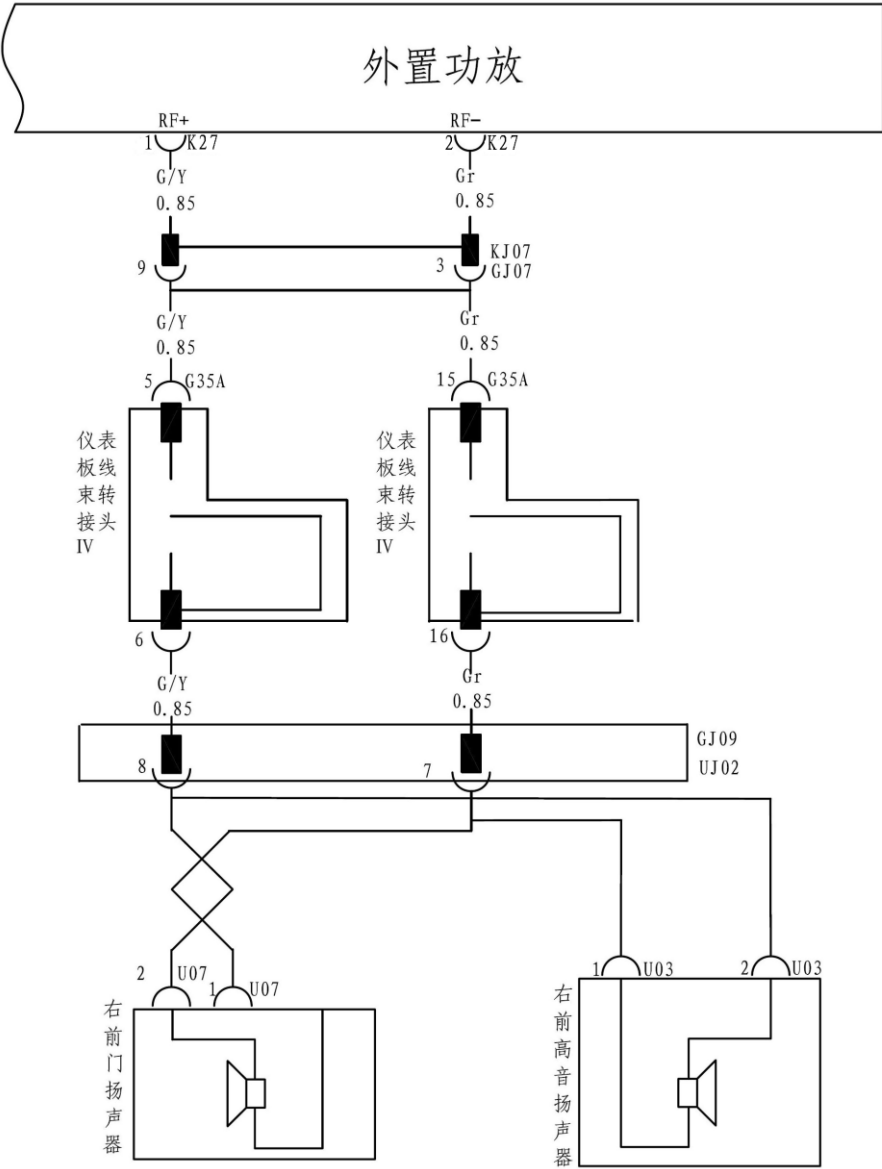 外置功放
RF+
RF-
1
K27
2
K27
G/Y
Gr
0.85
0.85
KJ07
9
3
GJ07
G/Y
Gr
0.85
0.85
5
G35A
15
G35A
仪表
板线
束转
接头
IV
仪表
板线
束转
接头
IV
6
16
G/Y
Gr
0.85
0.85
GJ09
8
7
UJ02
2
U07
1
U07
1
U03
2
U03
右前门扬声器
右前高音扬声器